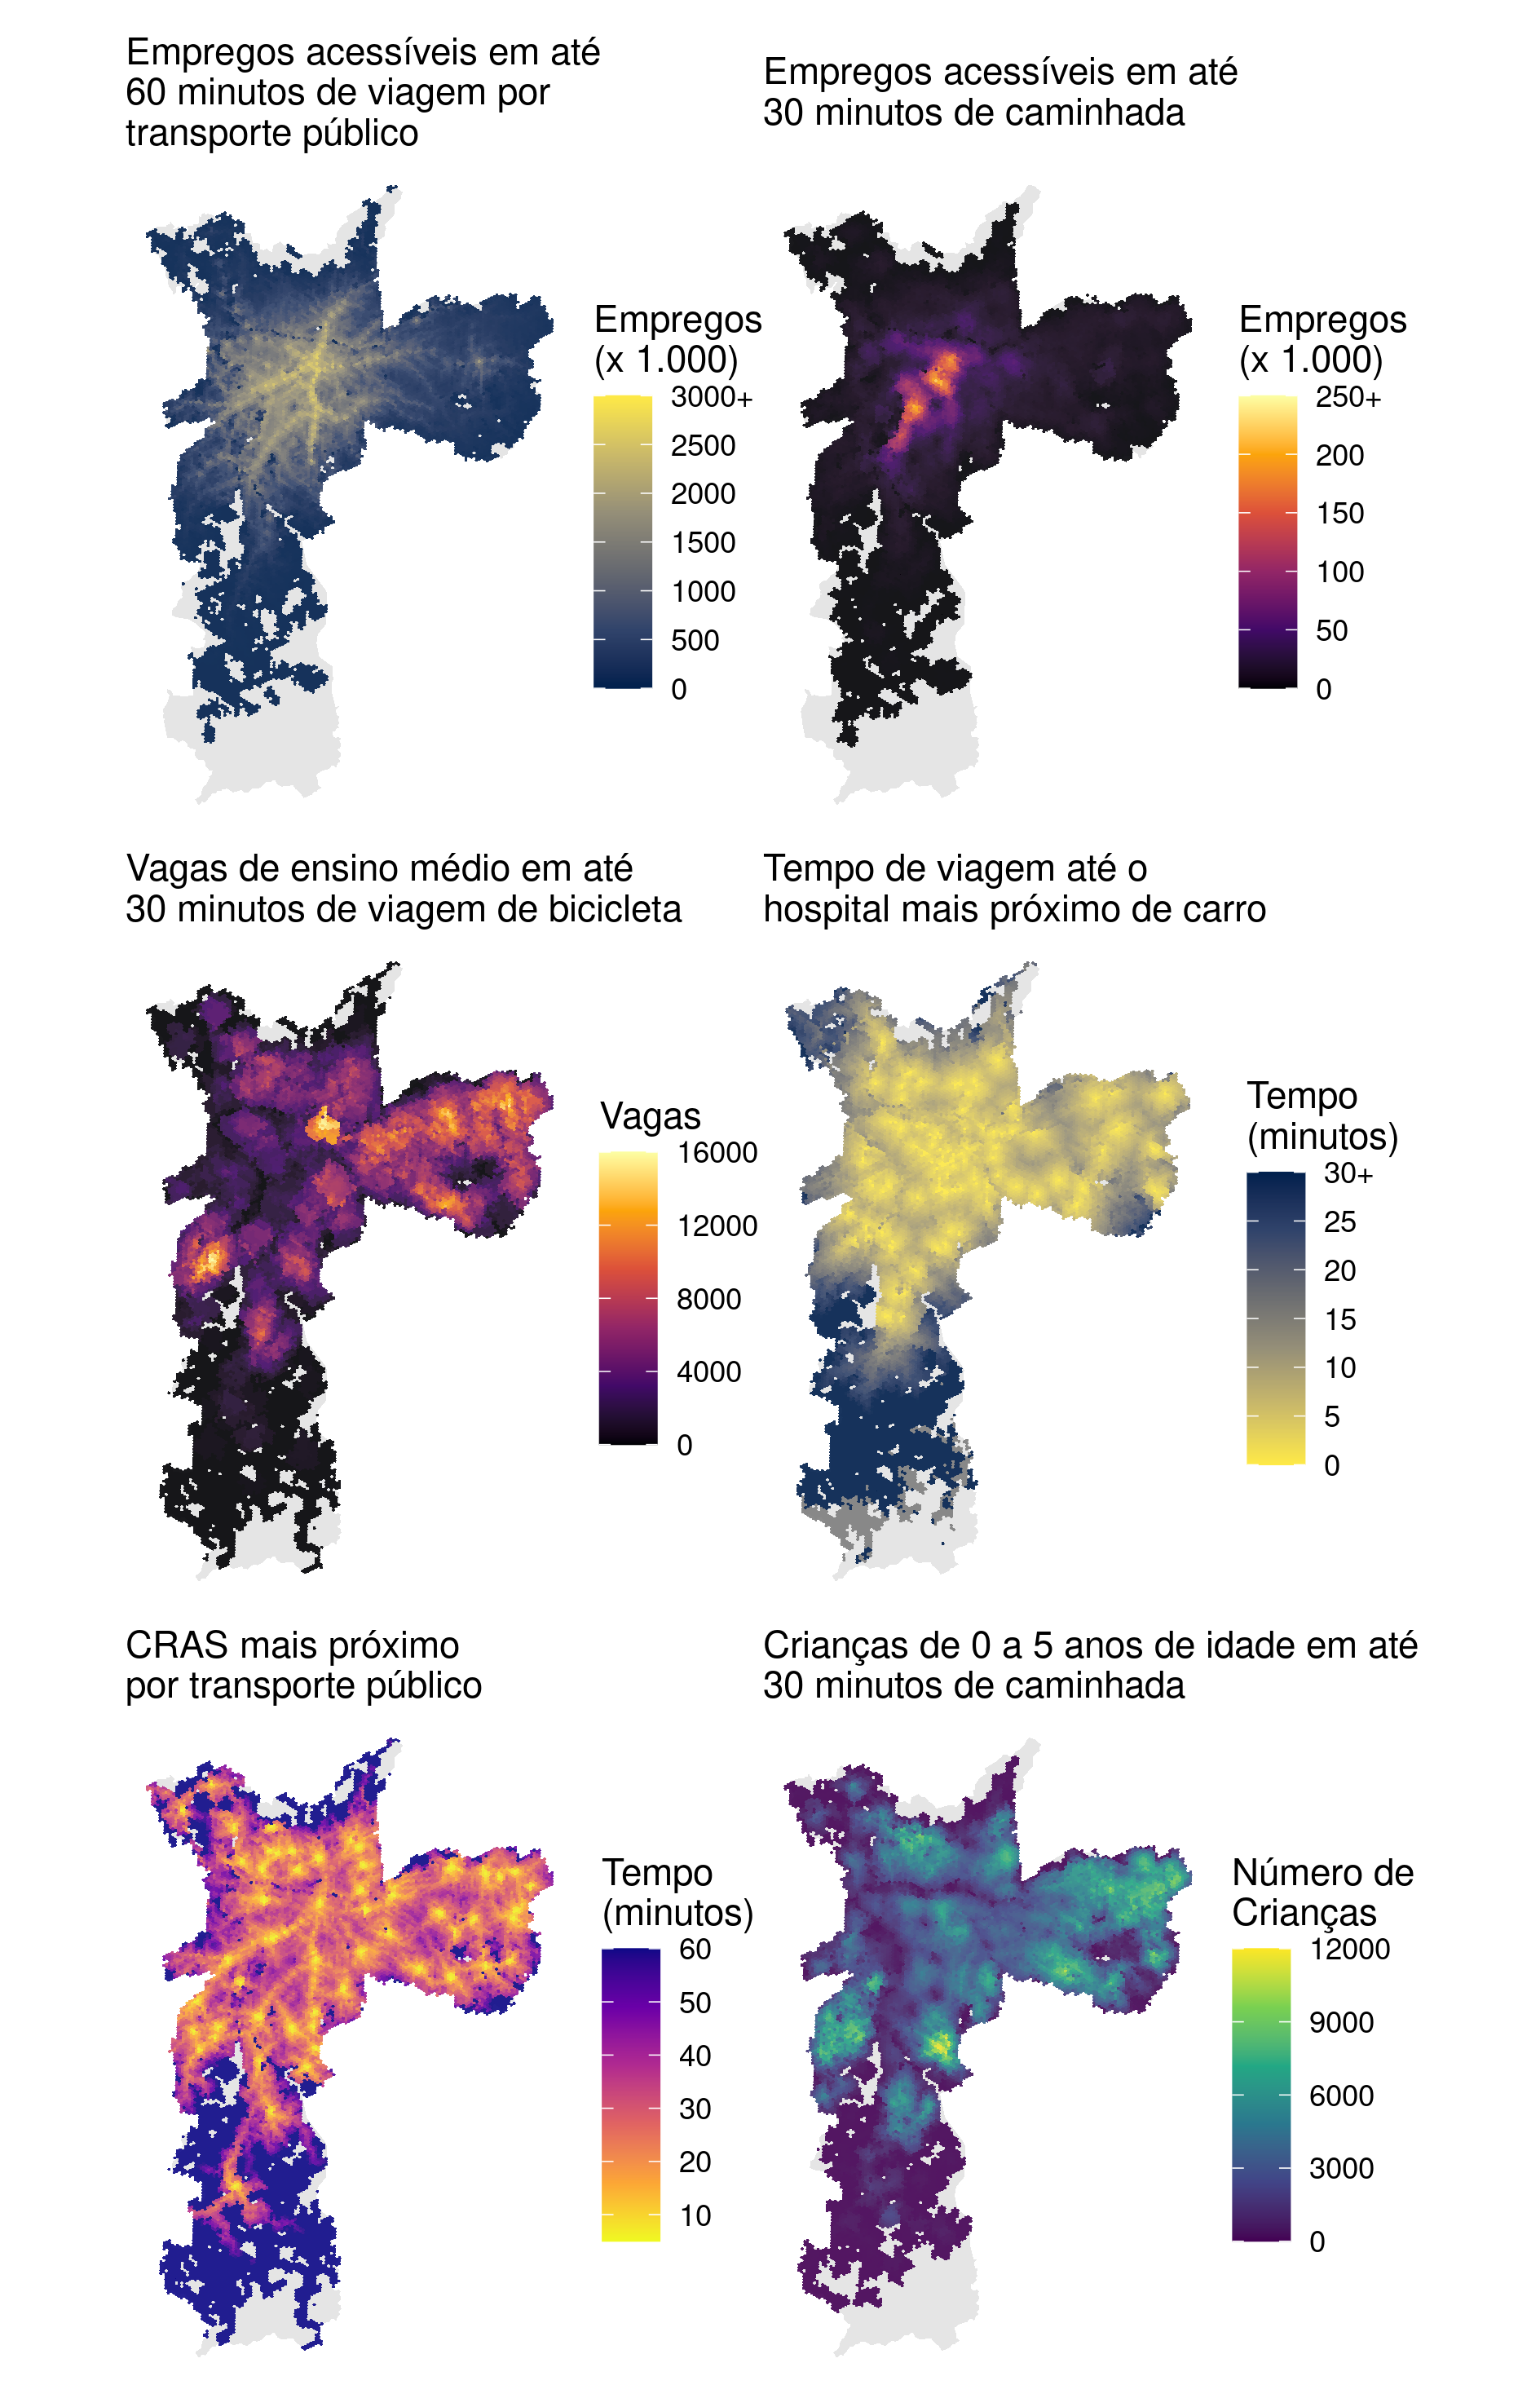 Empregos acessíveis em até
60 minutos de viagem por
transporte público
Empregos
(x 1.000)
3000+
2500
2000
1500
1000
500
0
Empregos acessíveis em até
30 minutos de caminhada
Empregos
(x 1.000)
250+
200
150
100
50
0
Vagas de ensino médio em até
30 minutos de viagem de bicicleta
Vagas
16000
12000
8000
4000
0
Tempo de viagem até o
hospital mais próximo de carro
Tempo
(minutos)
30+
25
20
15
10
5
0
CRAS mais próximo
por transporte público
Tempo
(minutos)
60
50
40
30
20
10
Crianças de 0 a 5 anos de idade em até
30 minutos de caminhada
Número de
Crianças
12000
9000
6000
3000
0